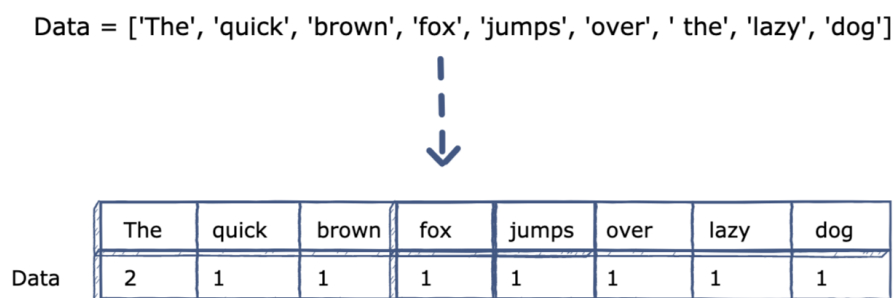 Data = ['The', 'quick', 'brown', 'fox', 'jumps', 'over', ' the', 'lazy', 'dog']
The quick brown fox jumps over lazy dog
Data 2 1 1 1 1 1 1 1